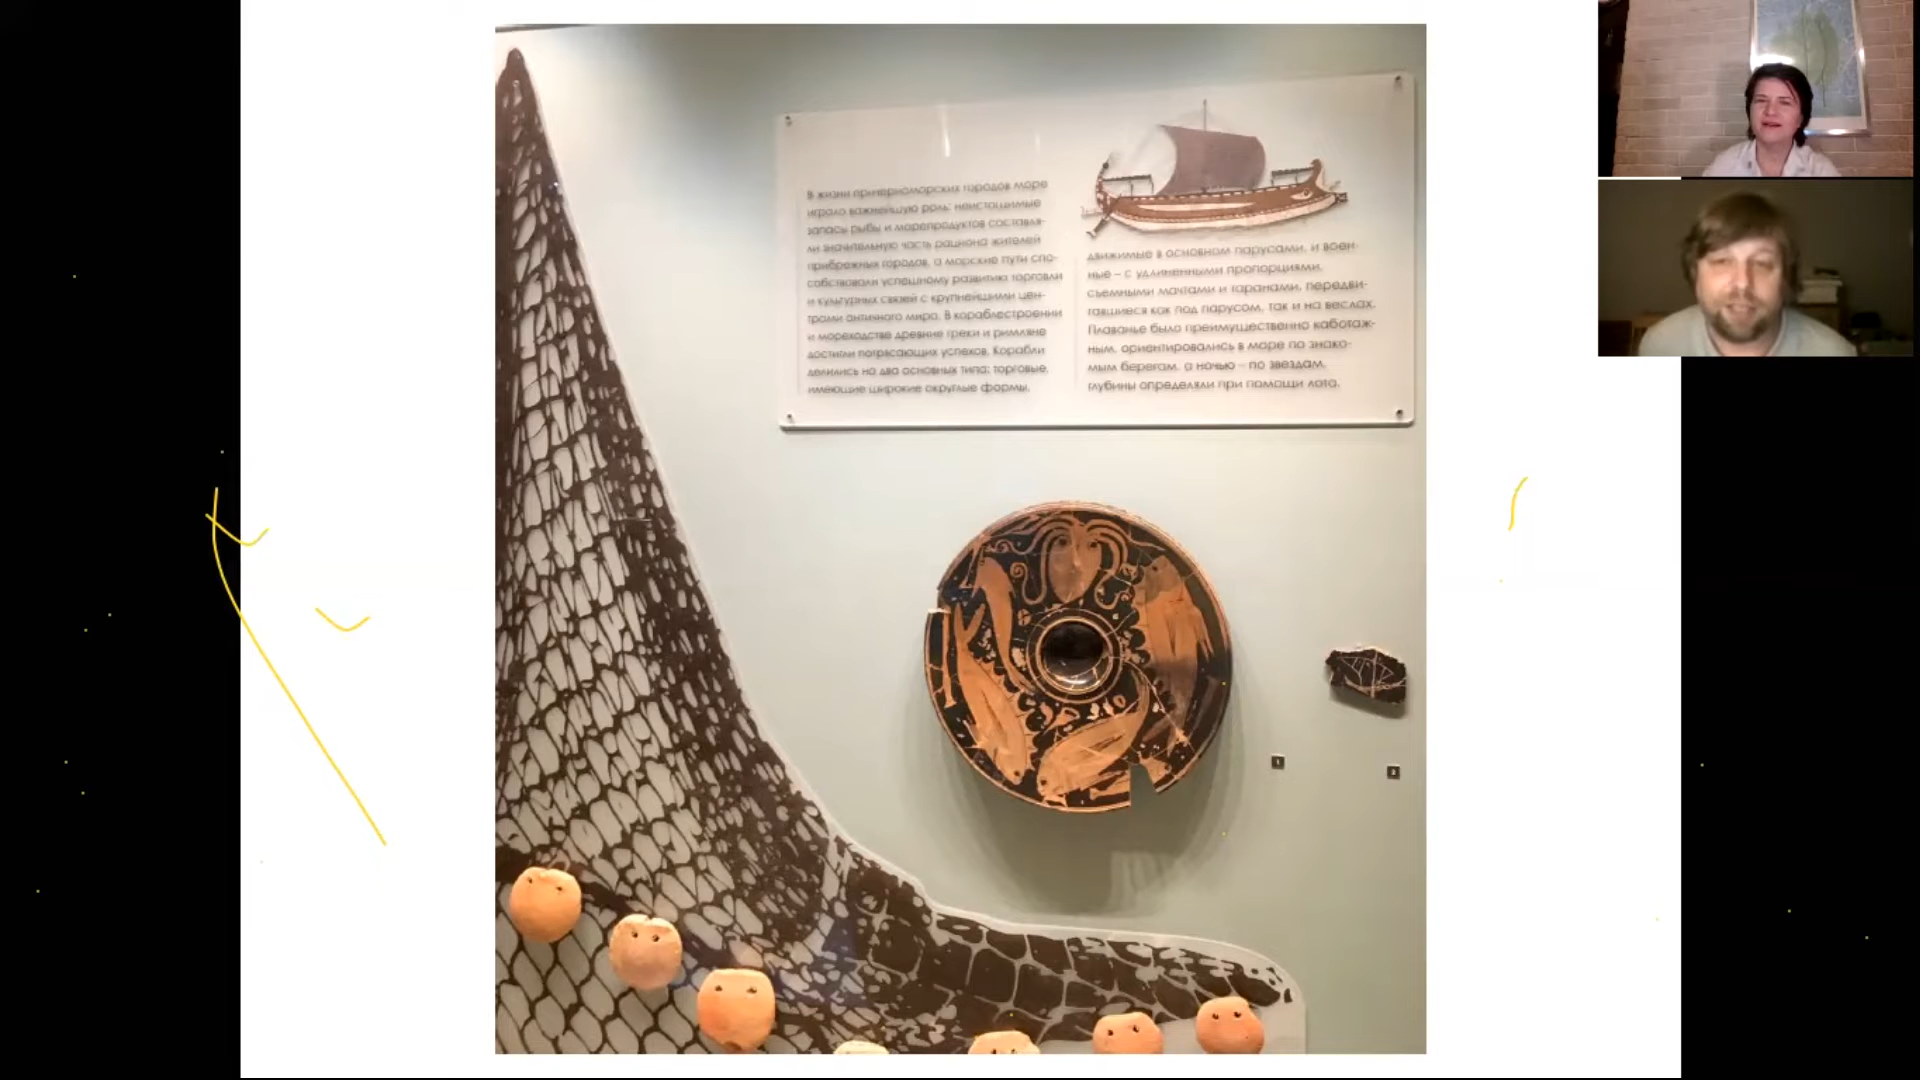 В жизни причерноморских городов море
играло важнейшую роль: неистощимые
запасы рыбы и морепродуктов составля-
ли значительную часть рациона жителей
прибрежных городов, а морские пути спо-
собствовали успешному развитию торговли
и культурных связей с крупнейшими цен-
трами античного мира. В кораблестроении
и мореходстве древние греки и римляне
достигли потрясающих успехов. Корабли
делились на два основных типа: торговые,
имеющие широкие округлые формы,
движимые в основном парусами, и воен-
ные – с удлиненными пропорциями,
съемными мачтами и таранами, передви-
гавшиеся как под парусом, так и на веслах.
Плаванье было преимущественно каботаж-
ным, ориентировались в море по знако-
мым берегам, а ночью – по звездам,
глубины определяли при помощи лота.
1